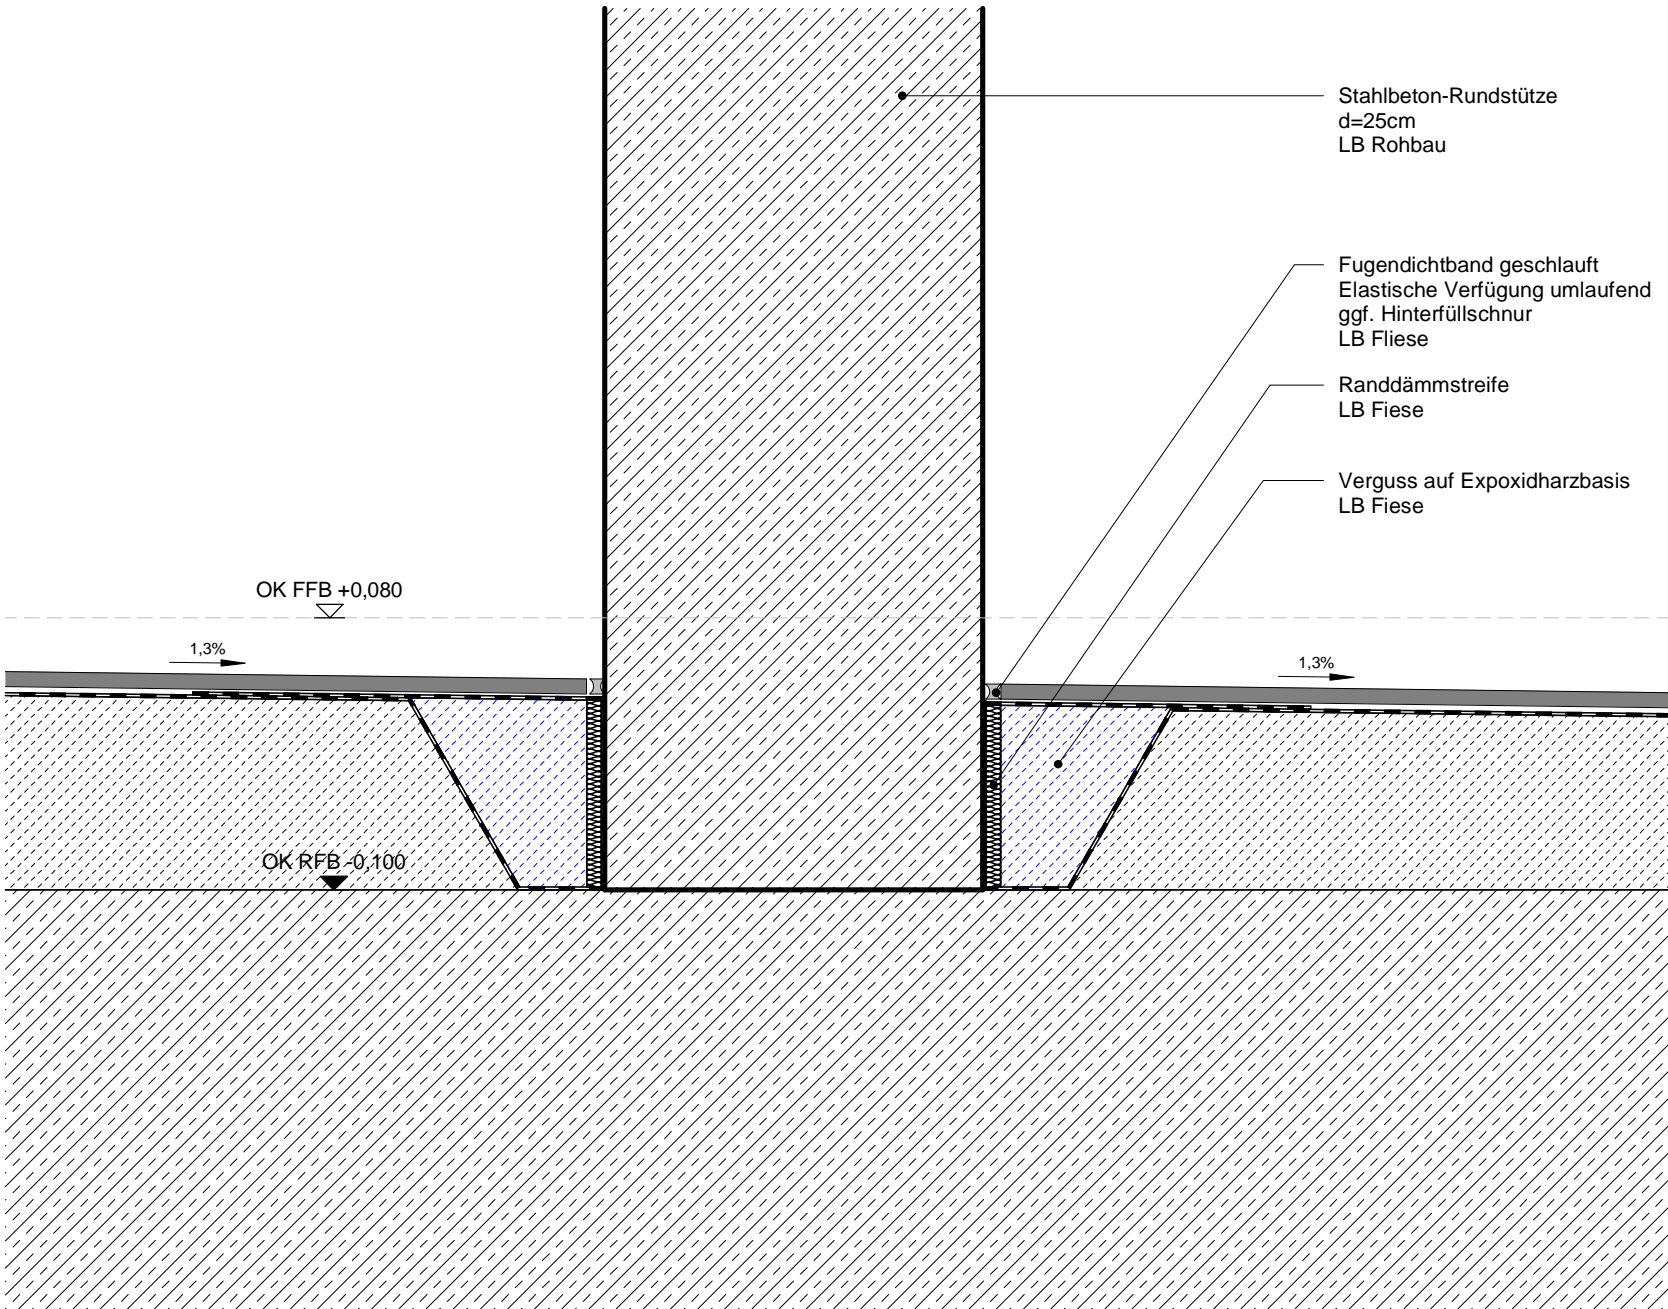 Stahlbeton-Rundstütze
d=25cm
LB Rohbau
Fugendichtband geschlauft
Elastische Verfügung umlaufend
ggf. Hinterfüllschnur
LB Fliese
Randdämmstreife
LB Fiese
Verguss auf Expoxidharzbasis
LB Fiese
OK FFB +0,080
1,3%
1,3%
OK RFB -0,100